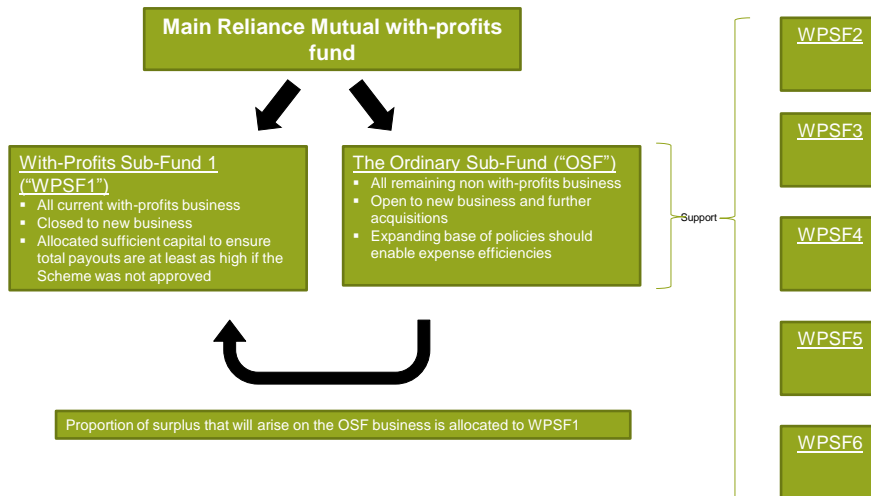 Main Reliance Mutual with-profits
fund
With-Profits Sub-Fund 1
(“WPSF1”)
▪ All current with-profits business
▪ Closed to new business
▪ Allocated sufficient capital to ensure
total payouts are at least as high if the
Scheme was not approved
The Ordinary Sub-Fund (“OSF”)
▪ All remaining non with-profits business
▪ Open to new business and further
acquisitions
▪ Expanding base of policies should
enable expense efficiencies
Support
WPSF2
WPSF3
WPSF4
WPSF5
WPSF6
Proportion of surplus that will arise on the OSF business is allocated to WPSF1